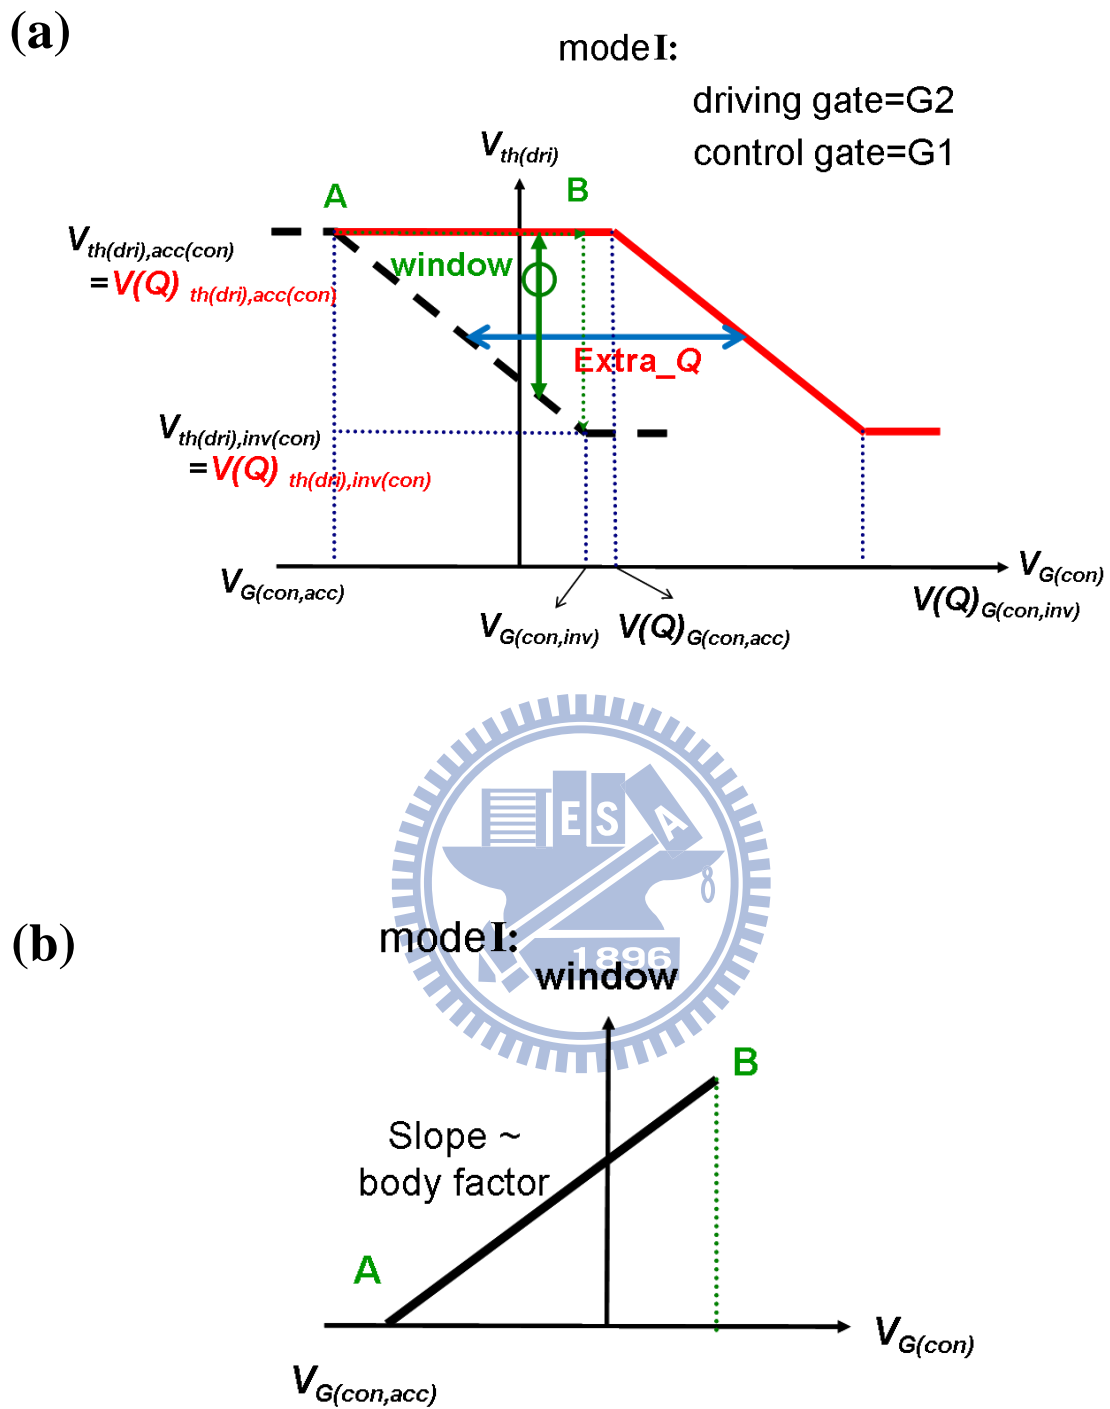 (a)
mode I:
driving gate=G2
control gate=G1
Vth(dri)
A
B
Vth(dri),acc(con)
=V(Q) th(dri),acc(con)
window
Extra_Q
Vth(dri),inv(con)
=V(Q) th(dri),inv(con)
VG(con)
VG(con,acc)
V(Q)G(con,inv)
VG(con,inv)
V(Q)G(con,acc)
E S A
(b)
mode I:
1896
window
B
Slope ~
body factor
A
VG(con)
VG(con,acc)